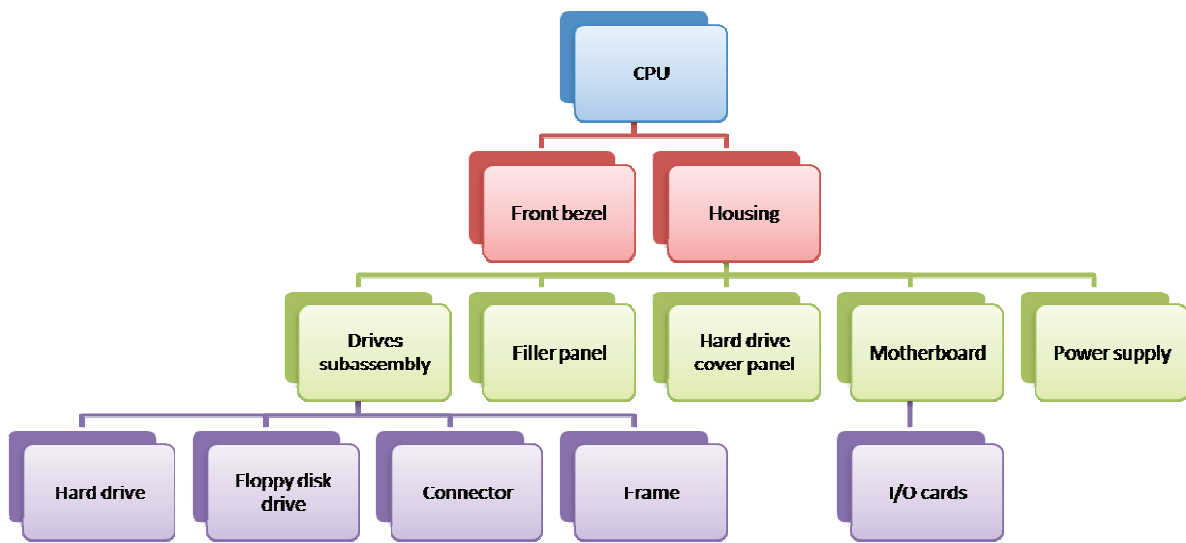 CPU
Front bezel
Housing
Drives
subassembly
Filler panel
Hard drive
cover panel
Motherboard
Power supply
Hard drive
Floppy disk
drive
Connector
Frame
I/O cards